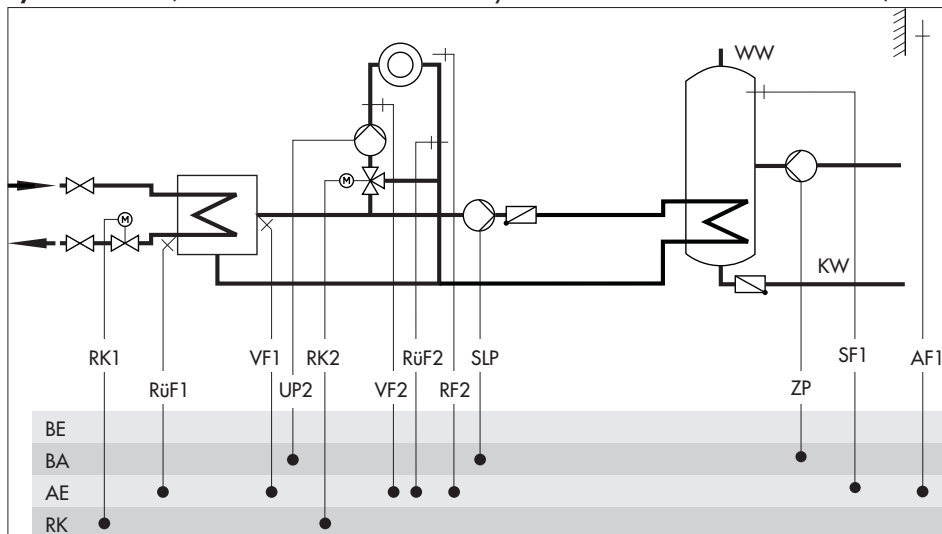 WW
M
M
KW
RK1
VF1
RK2
RüF2
SLP
SF1
AF1
RüF1
UP2
VF2
RF2
ZP
BE
BA
AE
RK